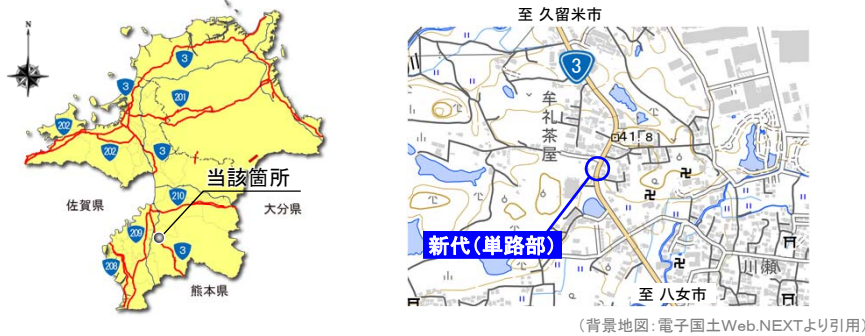 N
3
3
201
202
202
3
当該箇所
210
佐賀県
大分県
209
3
208
熊本県
至 久留米市
3
牟礼茶屋
41.8
新代(単路部)
川瀬
至 八女市
(背景地図:電子国土Web.NEXTより引用)